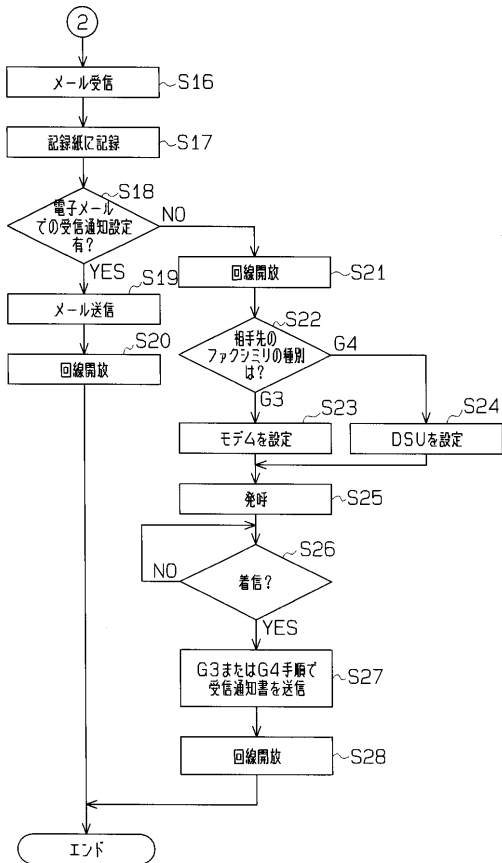 2
メール受信
S16
記録紙に記録
S17
S18
電子メール
での受信通知設定
有?
NO
YES
S19
メール送信
S20
回線開放
回線開放
S21
S22
相手先の
ファクシミリの種別
は?
G4
G3
S23
モデムを設定
S24
DSUを設定
発呼
S25
S26
着信?
NO
YES
G3またはG4手順で
受信通知書を送信
S27
回線開放
S28
エンド